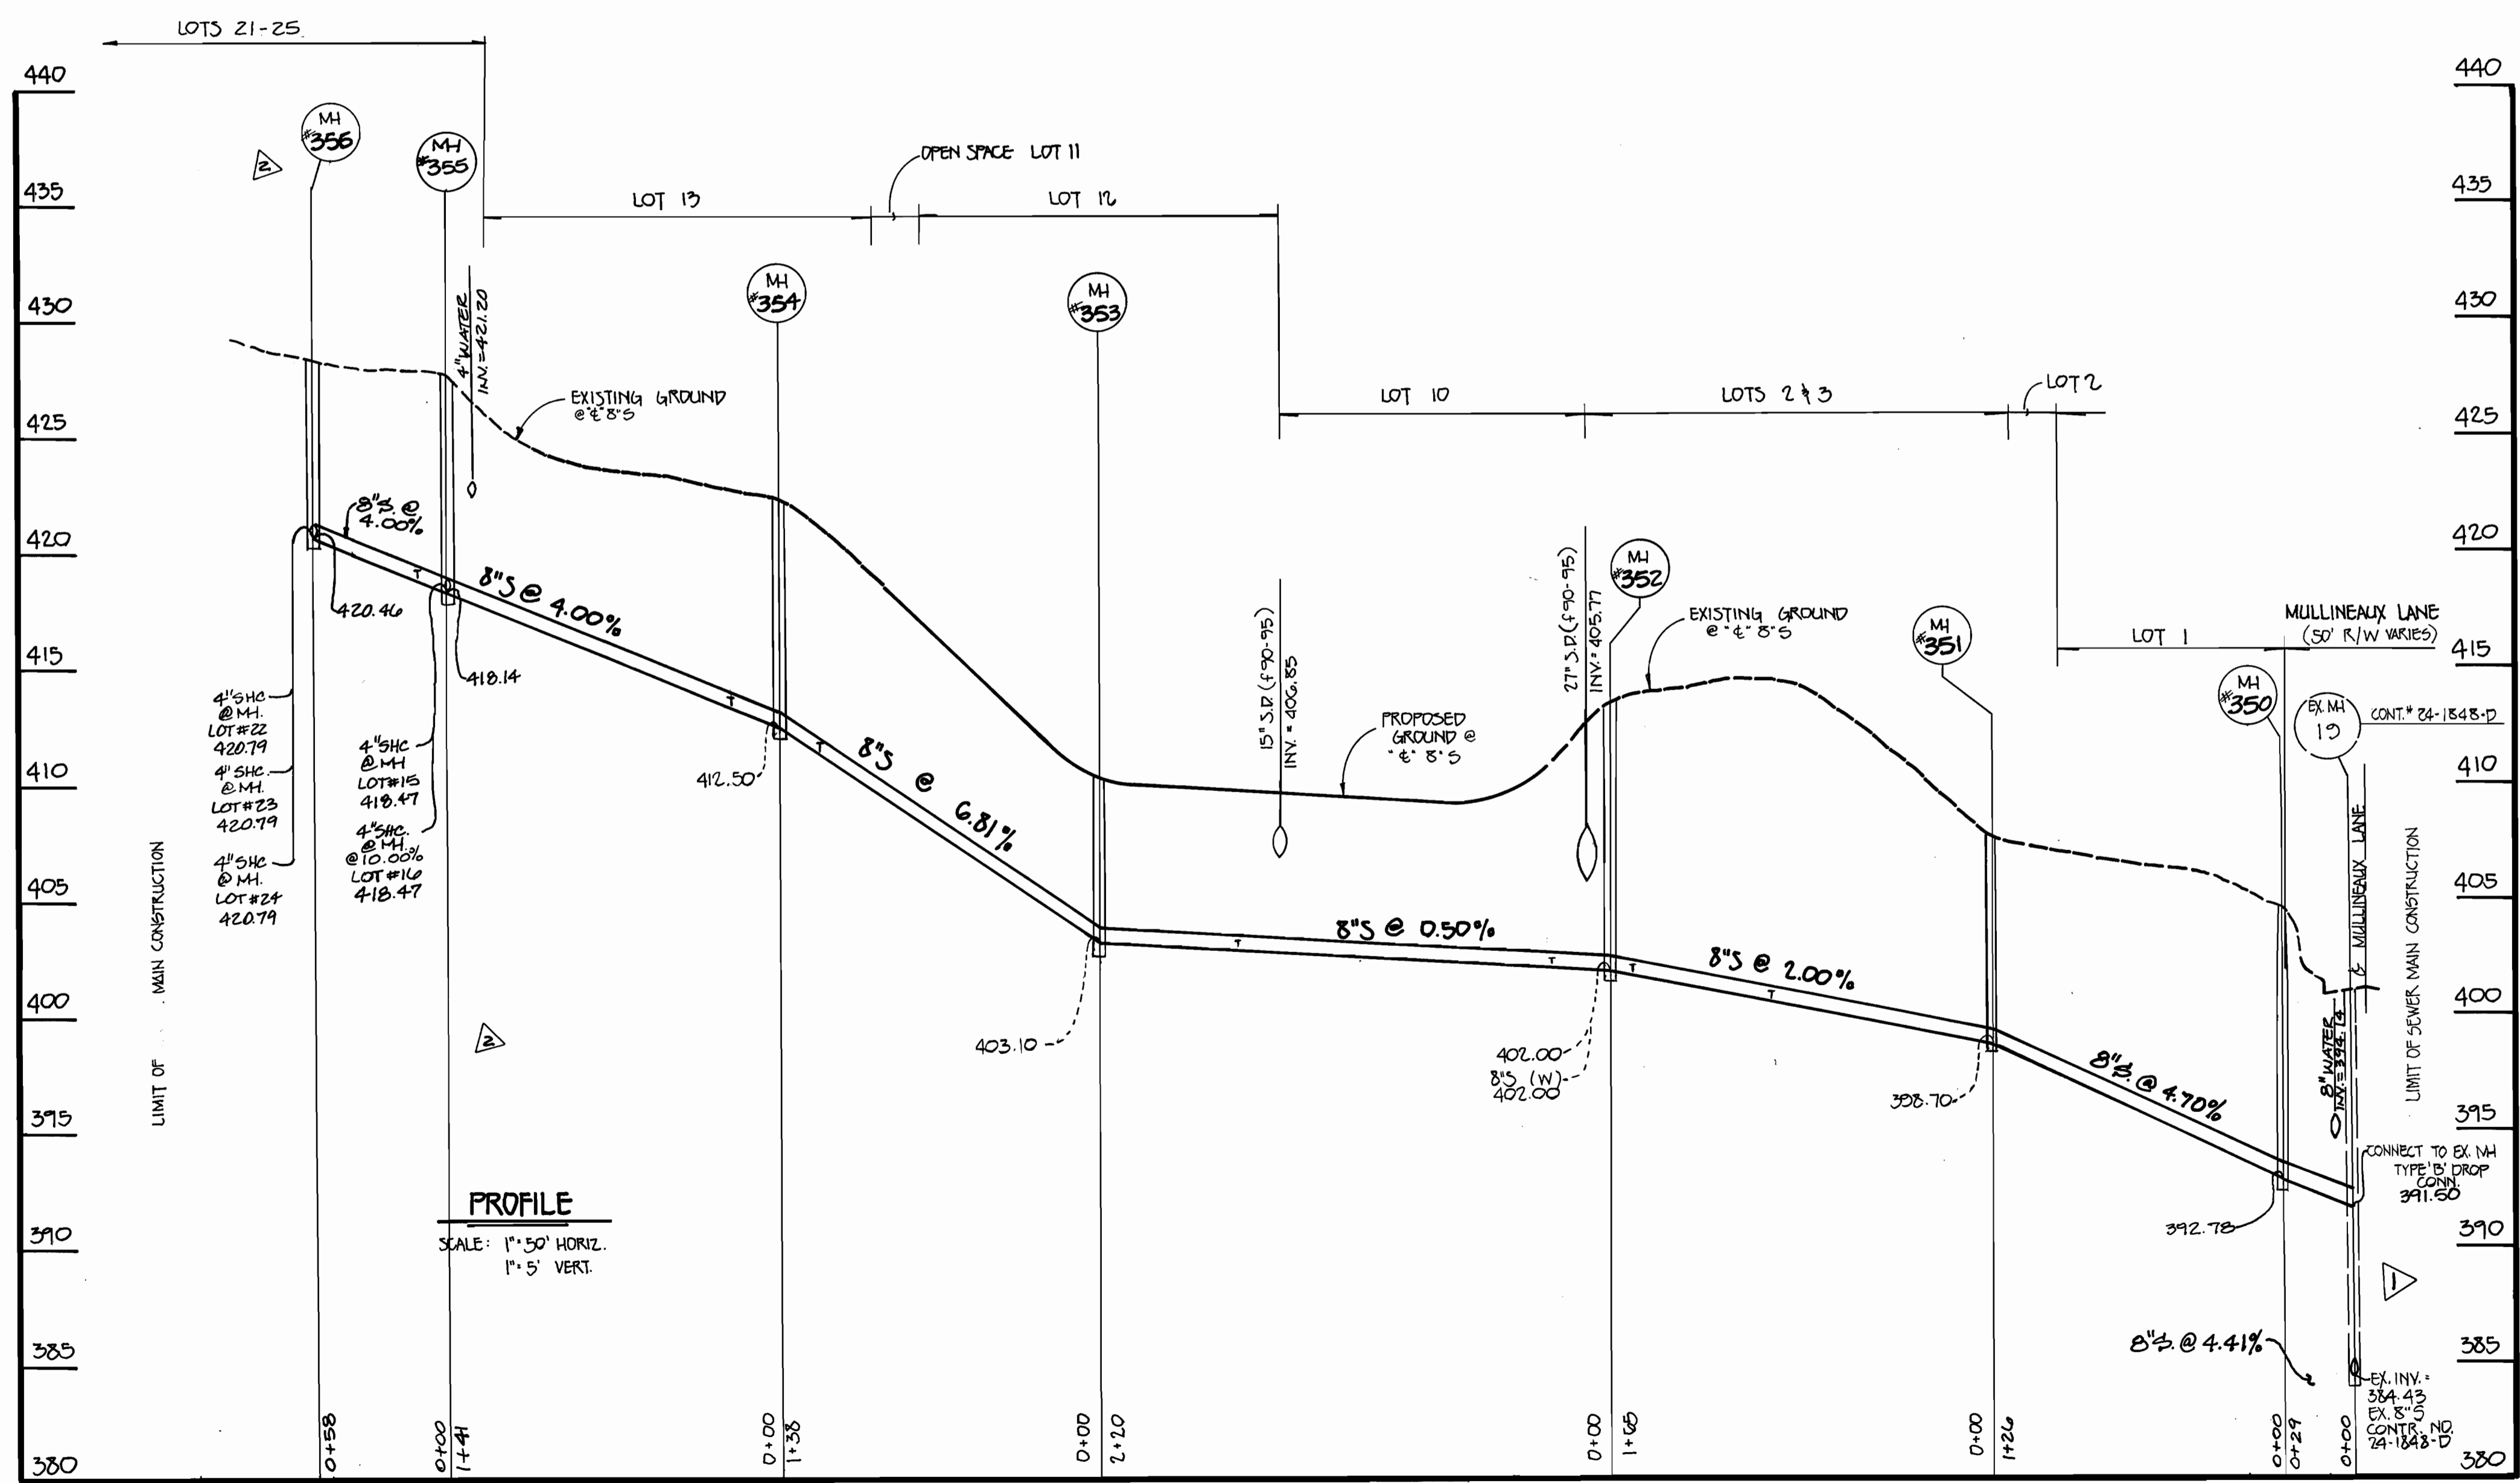 LOTS 21-25
440
435
430
425
420
415
410
405
400
395
390
385
380
440
435
430
425
420
415
410
405
400
395
390
385
380
MH
#356
2
MH
#355
LOT 13
OPEN SPACE LOT 11
LOT 12
4" WATER
INV.=421.20
MH
#354
MH
#353
EXISTING GROUND
@ "℄" 8"S
LOT 10
LOTS 2 & 3
LOT 2
8"S. @
4.00%
8"S @ 4.00%
420.46
418.14
4"SHC
@ MH.
LOT#22
420.79
4" SHC.
@ MH.
LOT#23
420.79
4" SHC
@ MH.
LOT#24
420.79
4"SHC
@ MH
LOT#15
418.47
4"SHC.
@ MH.
@10.00%
LOT#16
418.47
LIMIT OF MAIN CONSTRUCTION
412.50
8"S @ 6.81%
403.10
15" S.D. (F90-95)
INV. = 406.85
PROPOSED
GROUND @
"℄" 8"S
27" S.D. (F90-95)
INV. = 405.77
MH
#352
EXISTING GROUND
@ "℄" 8"S
MH
#351
LOT 1
MULLINEAUX LANE
(50' R/W VARIES)
MH
#350
EX. MH
19
CONT.# 24-1848-D
8"S @ 0.50%
T
T
T
T
T
T
T
8"S @ 2.00%
402.00
8"S (W)
402.00
398.70
8"S. @ 4.70%
8" WATER
INV. = 394.14
℄ MULLINEAUX LANE
LIMIT OF SEWER MAIN CONSTRUCTION
CONNECT TO EX. MH
TYPE 'B' DROP
CONN.
391.50
392.78
1
8"S. @ 4.41%
EX. INV. =
384.43
EX. 8"S
CONTR. NO.
24-1848-D
2
PROFILE
SCALE: 1"= 50' HORIZ.
1"= 5' VERT.
0+58
0+00
1+41
0+00
1+38
0+00
2+20
0+00
1+65
0+00
1+26
0+00
0+29
0+00